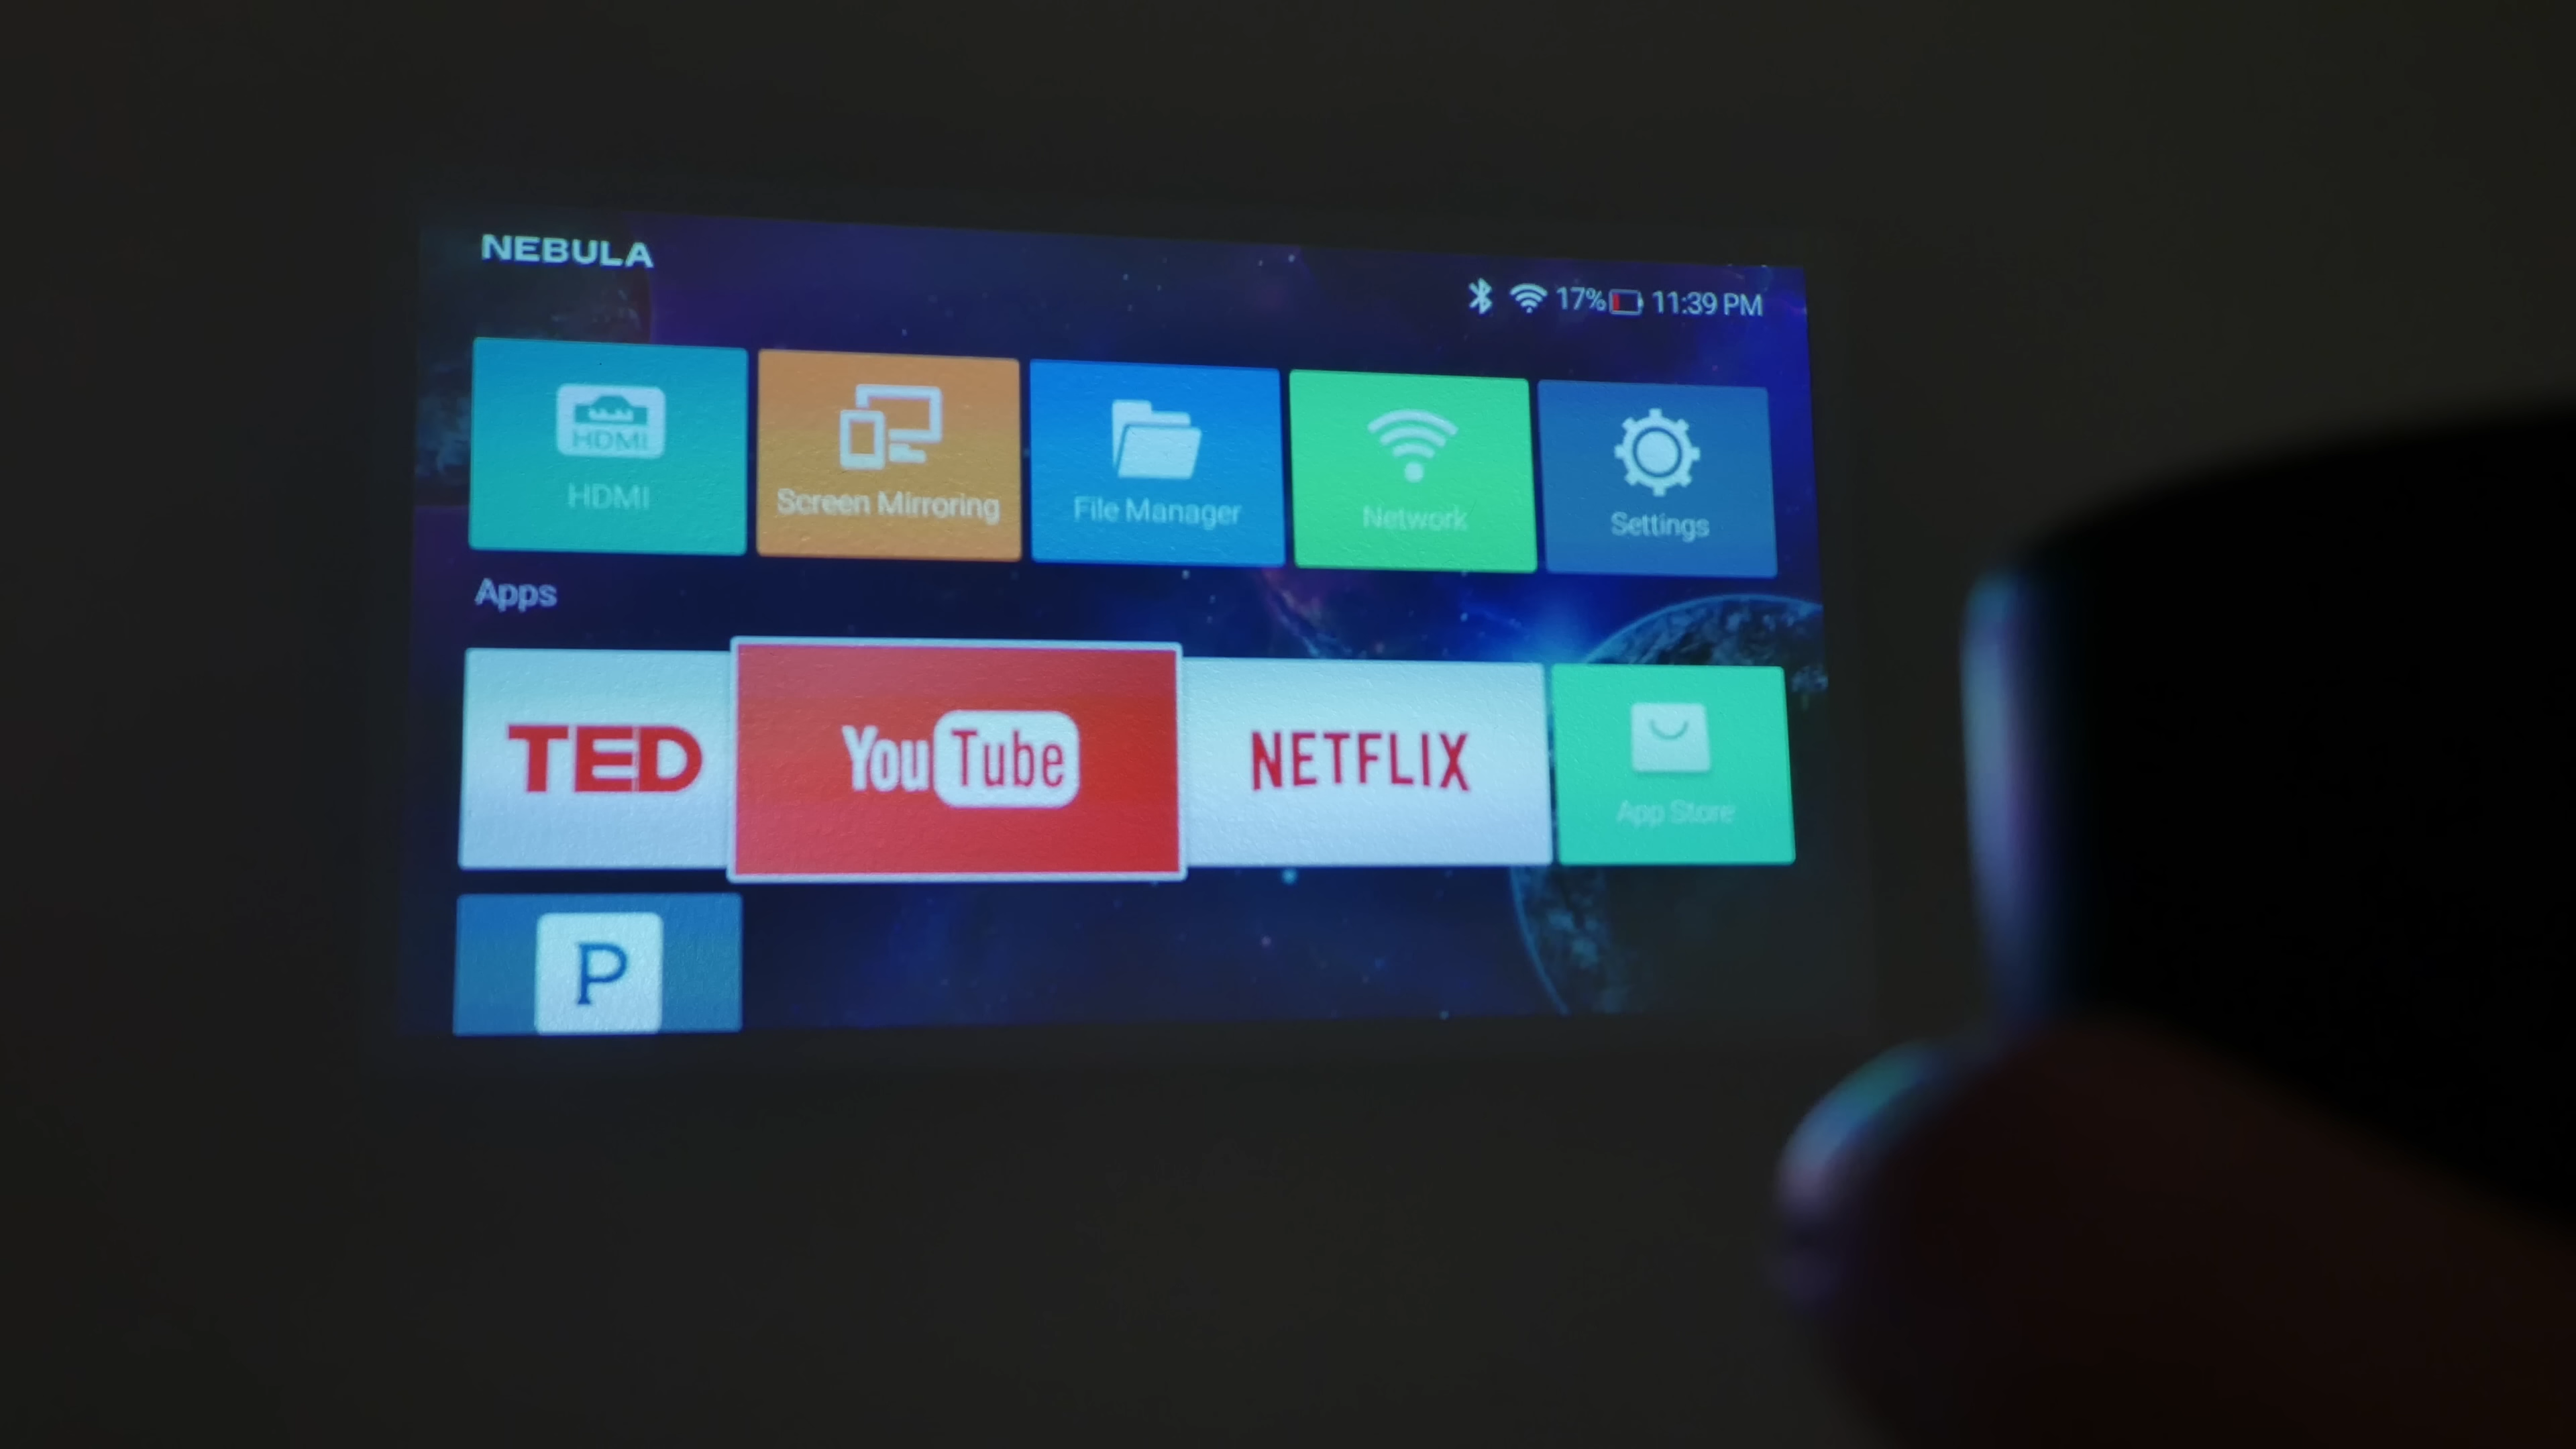 NEBULA
17% 11:39 PM
HDMI
HDMI
Screen Mirroring
File Manager
Network
Settings
Apps
TED
YouTube
NETFLIX
App Store
P